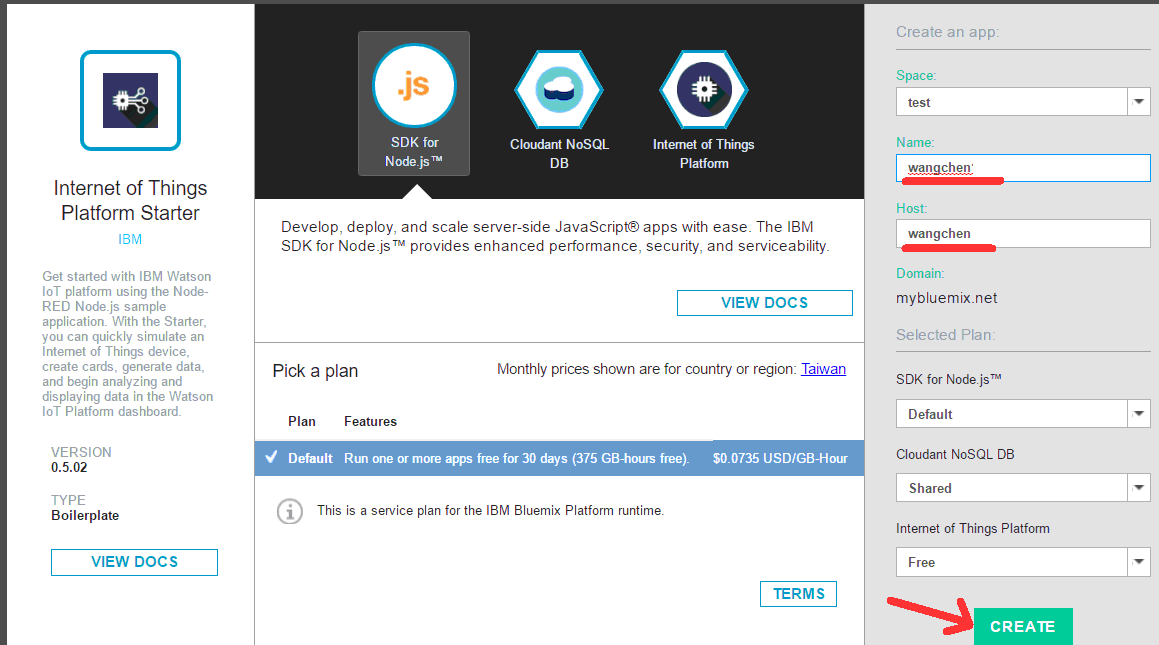 Internet of Things
Platform Starter
IBM
Get started with IBM Watson
IoT platform using the Node-
RED Node.js sample
application. With the Starter,
you can quickly simulate an
Internet of Things device,
create cards, generate data,
and begin analyzing and
displaying data in the Watson
IoT Platform dashboard.
VERSION
0.5.02
TYPE
Boilerplate
VIEW DOCS
.js
SDK for
Node.js™
Cloudant NoSQL
DB
Internet of Things
Platform
Develop, deploy, and scale server-side JavaScript® apps with ease. The IBM
SDK for Node.js™ provides enhanced performance, security, and serviceability.
VIEW DOCS
Pick a plan
Monthly prices shown are for country or region: Taiwan
Plan Features
Default Run one or more apps free for 30 days (375 GB-hours free). $0.0735 USD/GB-Hour
This is a service plan for the IBM Bluemix Platform runtime.
TERMS
Create an app:
Space:
test
Name:
wangchen
Host:
wangchen
Domain:
mybluemix.net
Selected Plan:
SDK for Node.js™
Default
Cloudant NoSQL DB
Shared
Internet of Things Platform
Free
CREATE